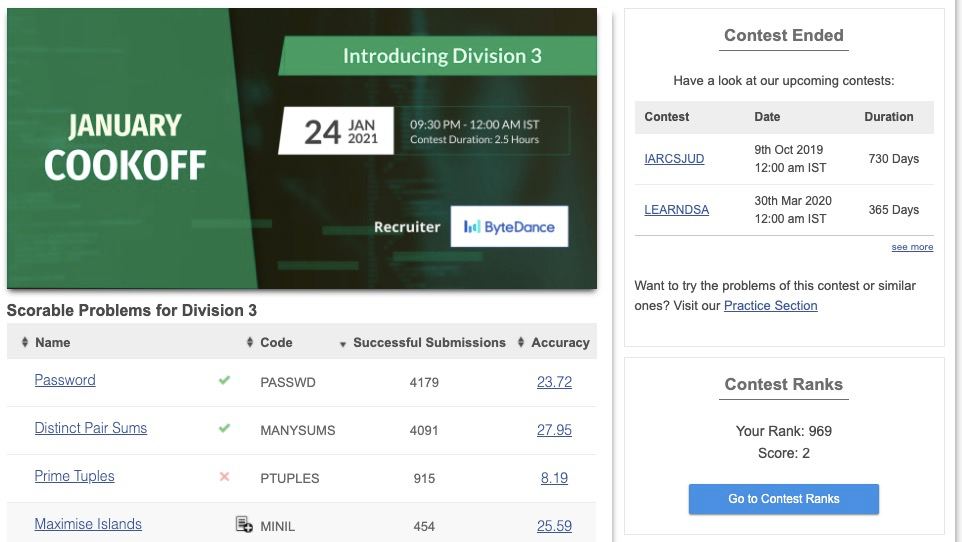 Introducing Division 3
JANUARY
COOKOFF
24 JAN
2021
09:30 PM - 12:00 AM IST
Contest Duration: 2.5 Hours
Recruiter ByteDance
Scorable Problems for Division 3
Name Code Successful Submissions Accuracy
Password PASSWD 4179 23.72
Distinct Pair Sums MANYSUMS 4091 27.95
Prime Tuples PTUPLES 915 8.19
Maximise Islands MINIL 454 25.59
Contest Ended
Have a look at our upcoming contests:
Contest Date Duration
IARCSJUD 9th Oct 2019 730 Days
12:00 am IST
LEARNDSA 30th Mar 2020 365 Days
12:00 am IST
see more
Want to try the problems of this contest or similar
ones? Visit our Practice Section
Contest Ranks
Your Rank: 969
Score: 2
Go to Contest Ranks